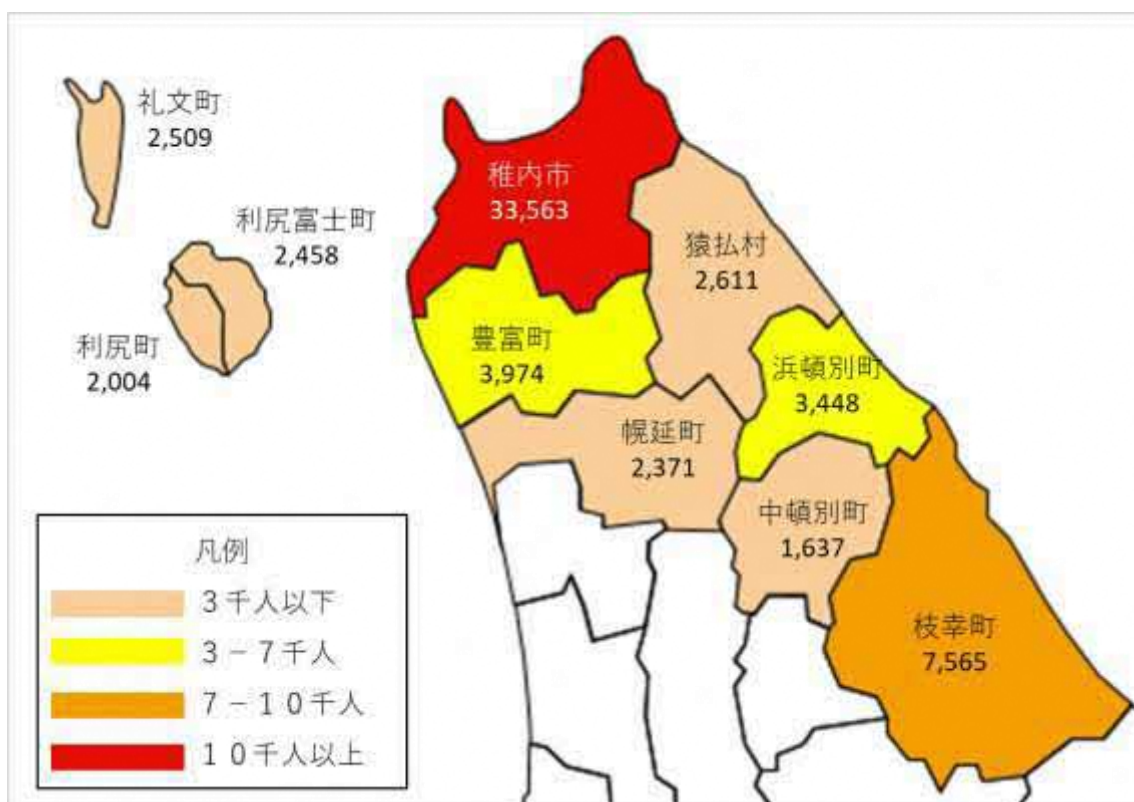 礼文町
2,509
利尻富士町
2,458
利尻町
2,004
稚内市
33,563
猿払村
2,611
豊富町
3,974
浜頓別町
3,448
幌延町
2,371
中頓別町
1,637
枝幸町
7,565
凡例
３千人以下
３－７千人
７－１０千人
１０千人以上